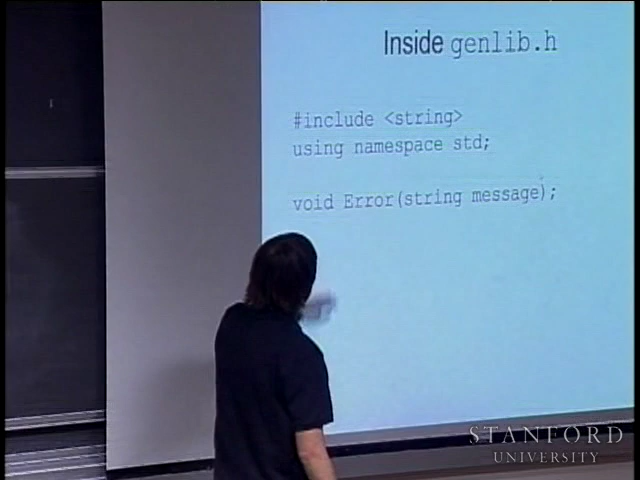 Inside genlib.h
#include <string>
using namespace std;
void Error(string message);
STANFORD
UNIVERSITY